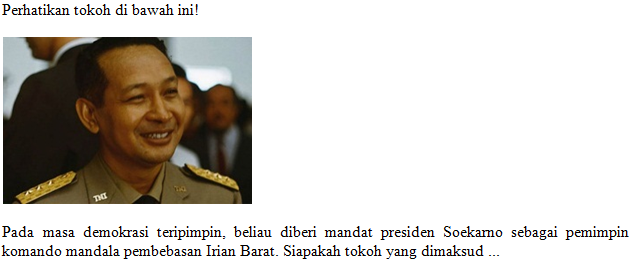 Perhatikan tokoh di bawah ini!
TNI
Pada masa demokrasi teripimpin, beliau diberi mandat presiden Soekarno sebagai pemimpin
komando mandala pembebasan Irian Barat. Siapakah tokoh yang dimaksud ...